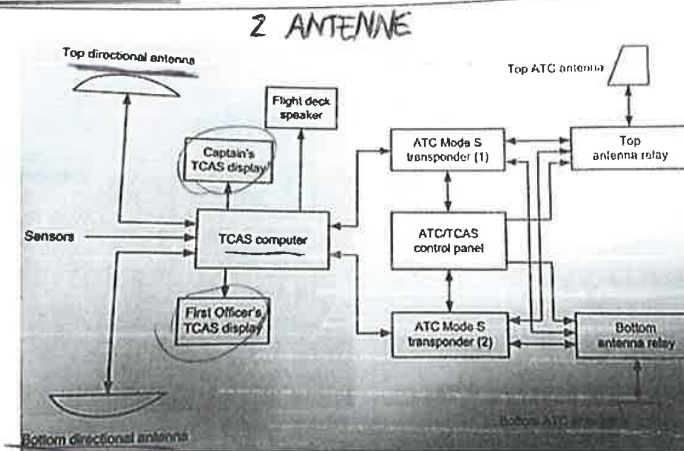 2 ANTENNE
Top directional antenna
Top ATC antenna
Flight deck
speaker
Captain's
TCAS display
ATC Mode S
transponder (1)
Top
antenna relay
Sensors
TCAS computer
ATC/TCAS
control panel
First Officer's
TCAS display
ATC Mode S
transponder (2)
Bottom
antenna relay
Bottom ATC
Bottom directional antenna